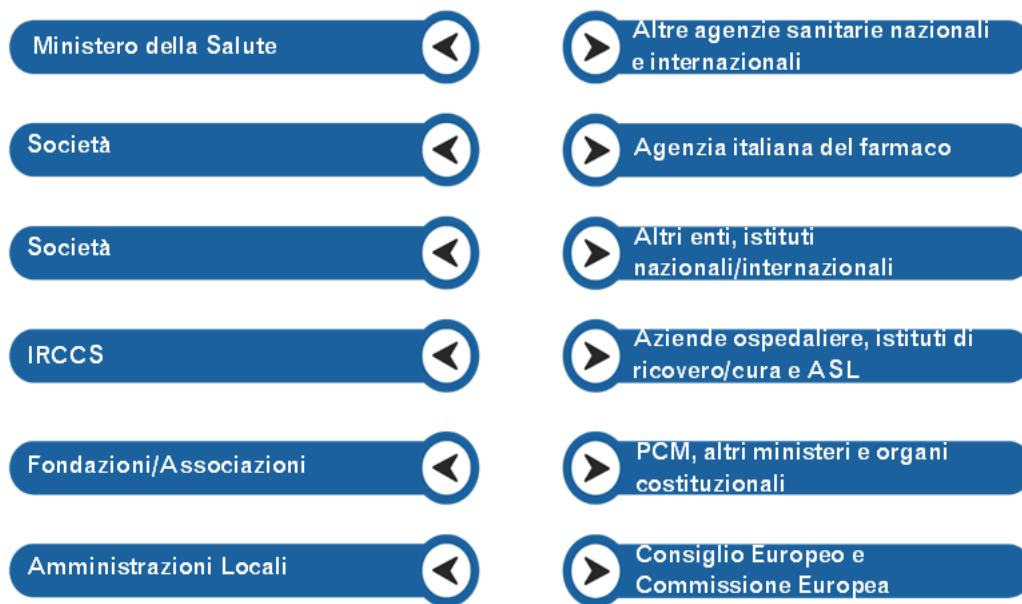 Ministero della Salute
Altre agenzie sanitarie nazionali
e internazionali
Società
Agenzia italiana del farmaco
Società
Altri enti, istituti
nazionali/internazionali
IRCCS
Aziende ospedaliere, istituti di
ricovero/cura e ASL
Fondazioni/Associazioni
PCM, altri ministeri e organi
costituzionali
Amministrazioni Locali
Consiglio Europeo e
Commissione Europea